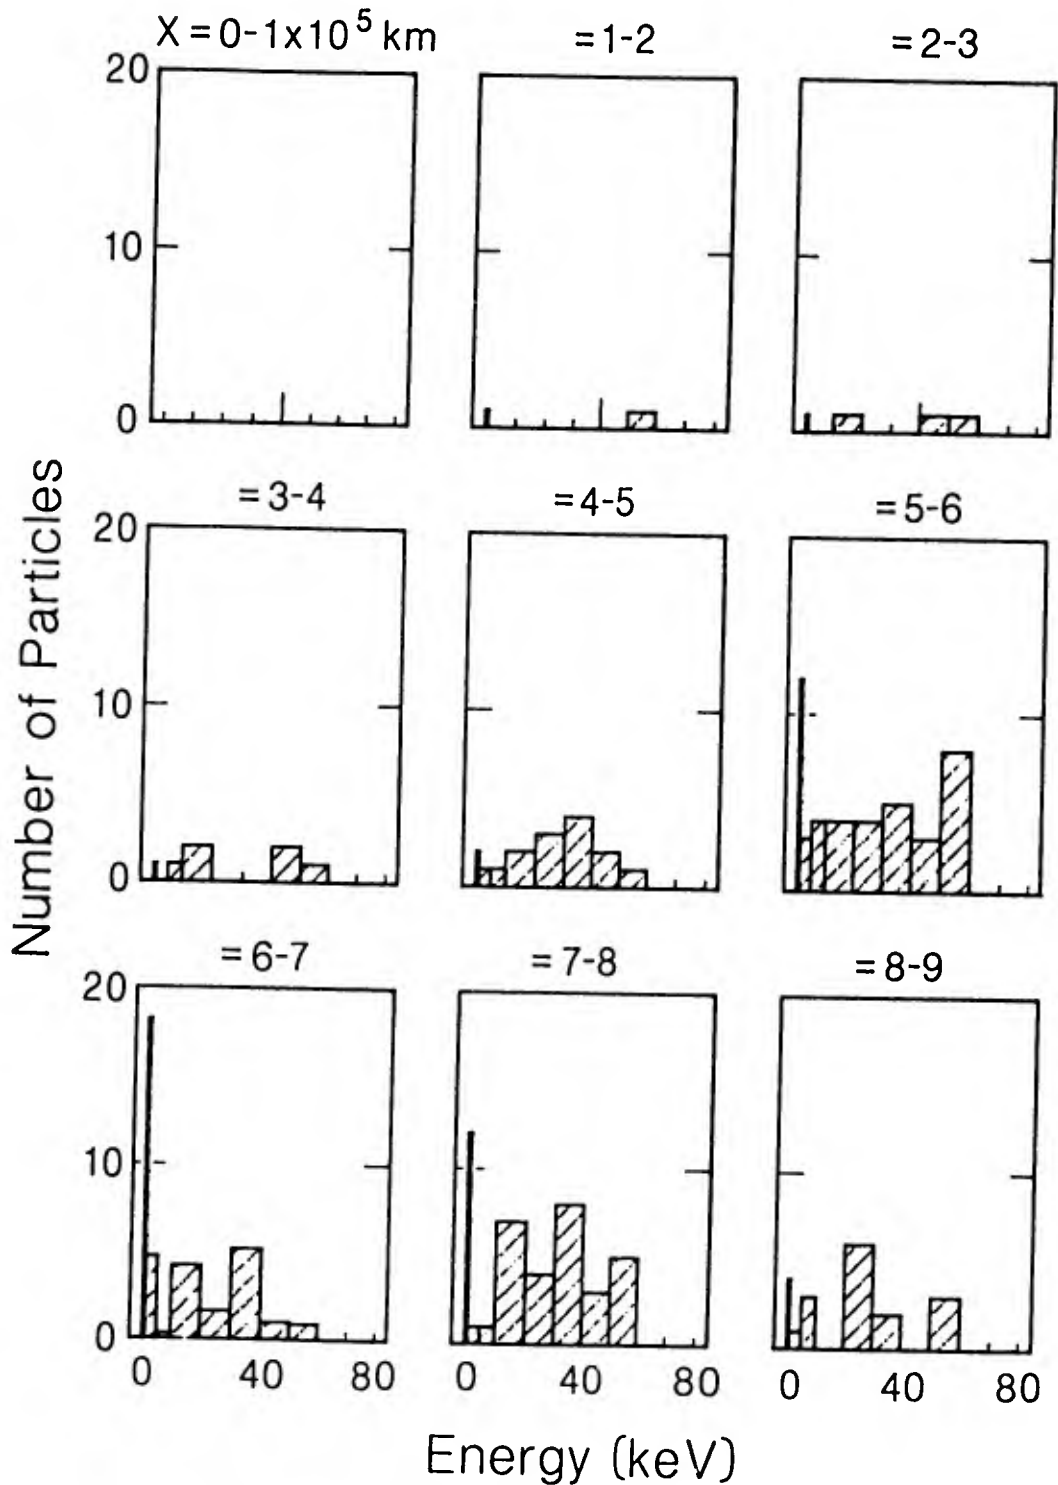 X = 0-1x10⁵ km
= 1-2
= 2-3
20
10
0
= 3-4
= 4-5
= 5-6
20
10
0
= 6-7
= 7-8
= 8-9
20
10
0
0 40 80
0 40 80
0 40 80
Number of Particles
Energy (keV)